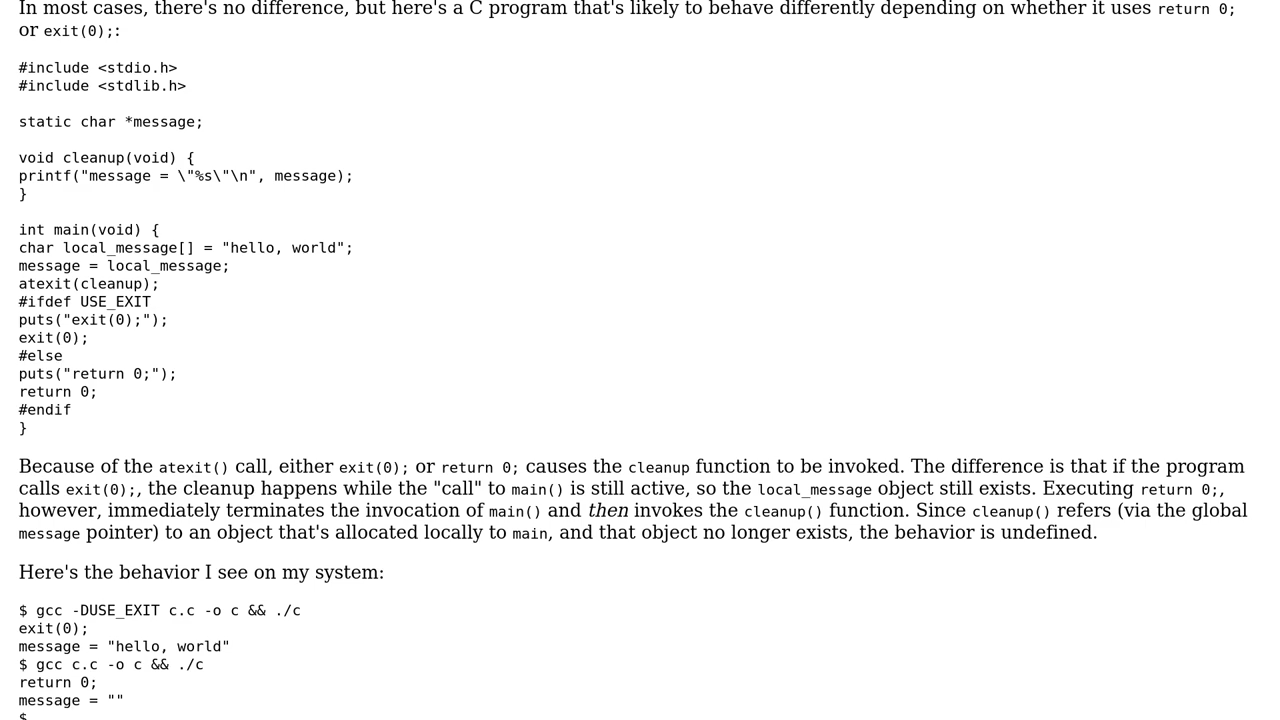 In most cases, there's no difference, but here's a C program that's likely to behave differently depending on whether it uses return 0;
or exit(0);:
#include <stdio.h>
#include <stdlib.h>
static char *message;
void cleanup(void) {
printf("message = \"%s\"\n", message);
}
int main(void) {
char local_message[] = "hello, world";
message = local_message;
atexit(cleanup);
#ifdef USE_EXIT
puts("exit(0);");
exit(0);
#else
puts("return 0;");
return 0;
#endif
}
Because of the atexit() call, either exit(0); or return 0; causes the cleanup function to be invoked. The difference is that if the program
calls exit(0);, the cleanup happens while the "call" to main() is still active, so the local_message object still exists. Executing return 0;,
however, immediately terminates the invocation of main() and then invokes the cleanup() function. Since cleanup() refers (via the global
message pointer) to an object that's allocated locally to main, and that object no longer exists, the behavior is undefined.
Here's the behavior I see on my system:
$ gcc -DUSE_EXIT c.c -o c && ./c
exit(0);
message = "hello, world"
$ gcc c.c -o c && ./c
return 0;
message = ""
$